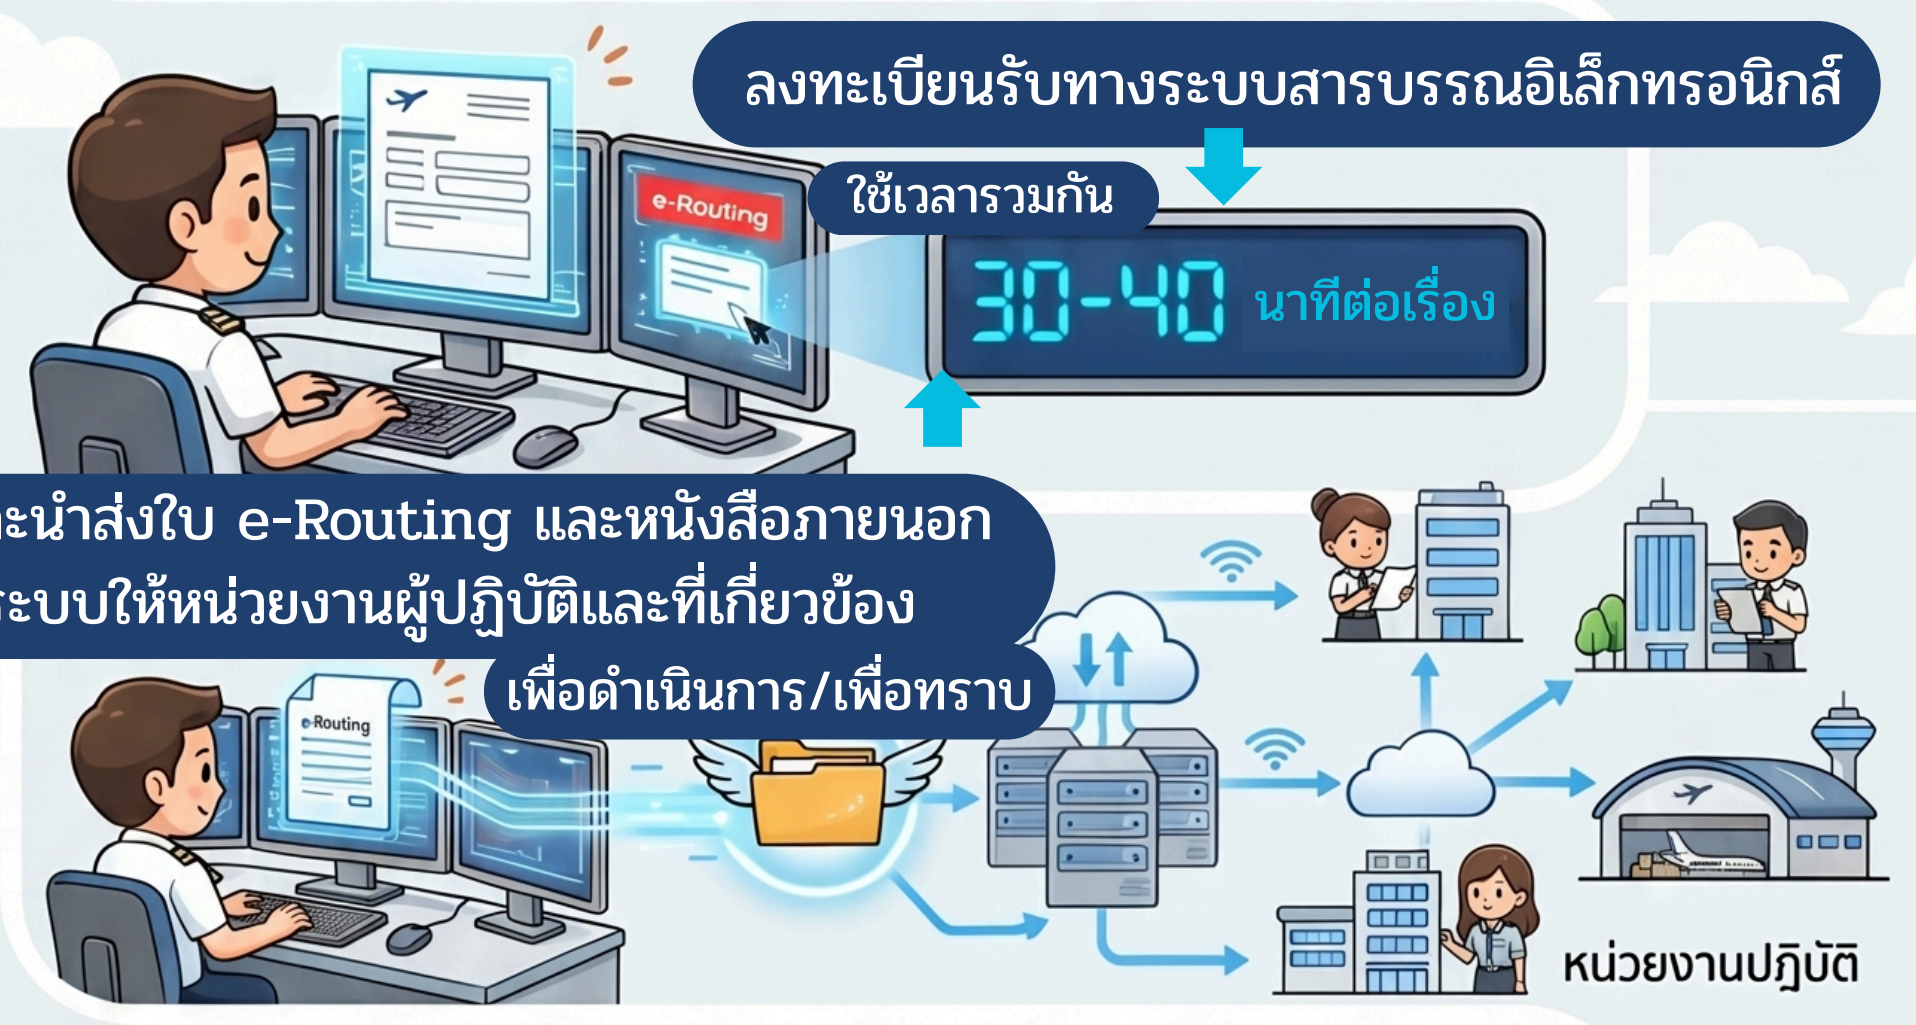 ลงทะเบียนรับทางระบบสารบรรณอิเล็กทรอนิกส์
ใช้เวลารวมกัน
e-Routing
30-40 นาทีต่อเรื่อง
ะนำส่งใบ e-Routing และหนังสือภายนอก
ระบบให้หน่วยงานผู้ปฏิบัติและที่เกี่ยวข้อง
เพื่อดำเนินการ/เพื่อทราบ
e-Routing
หน่วยงานปฏิบัติ